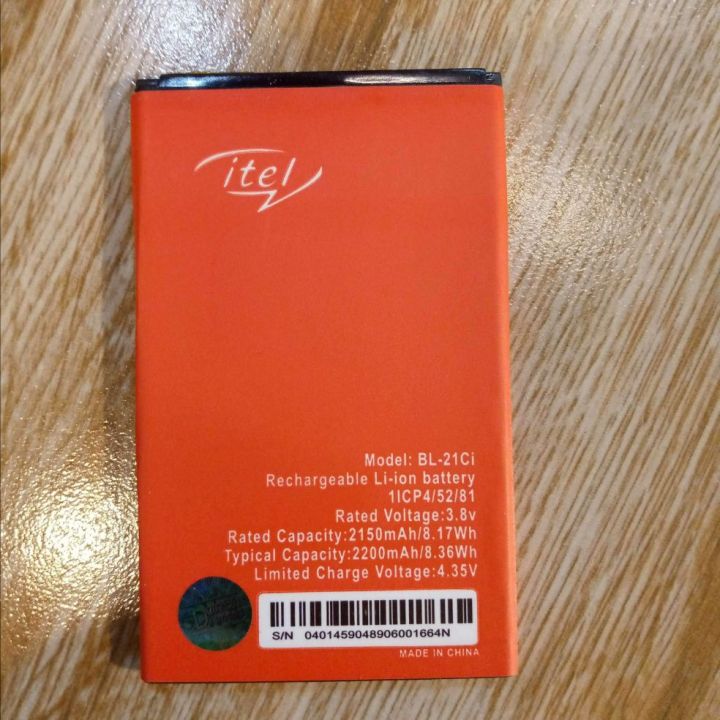 itel
Model: BL-21Ci
Rechargeable Li-ion battery
1ICP4/52/81
Rated Voltage:3.8v
Rated Capacity:2150mAh/8.17Wh
Typical Capacity:2200mAh/8.36Wh
Limited Charge Voltage:4.35V
S/N 0401459048906001664N
MADE IN CHINA